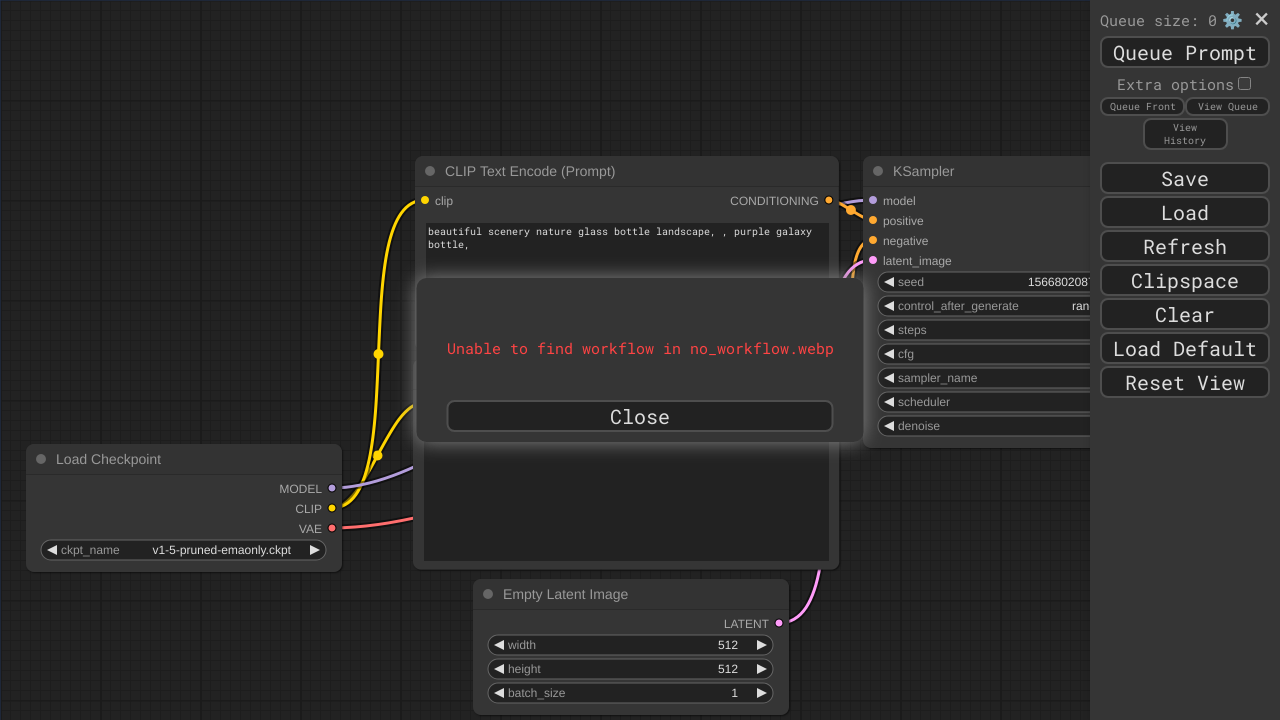 Queue size: 0
Queue Prompt
Extra options
Queue Front
View Queue
View
History
Save
Load
Refresh
Clipspace
Clear
Load Default
Reset View
CLIP Text Encode (Prompt)
clip
CONDITIONING
beautiful scenery nature glass bottle landscape, , purple galaxy
bottle,
KSampler
model
positive
negative
latent_image
seed
control_after_generate
steps
cfg
sampler_name
scheduler
denoise
Unable to find workflow in no_workflow.webp
Close
Load Checkpoint
MODEL
CLIP
VAE
ckpt_name v1-5-pruned-emaonly.ckpt
Empty Latent Image
LATENT
width 512
height 512
batch_size 1